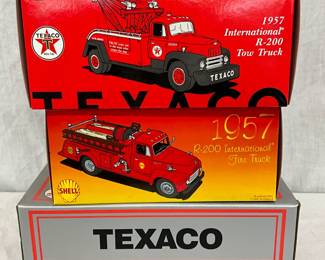 TEXACO
1957
International®
R-200
Tow Truck
TEXACO
TEXACO
1957
R-200 International®
Fire Truck
SHELL
TEXACO